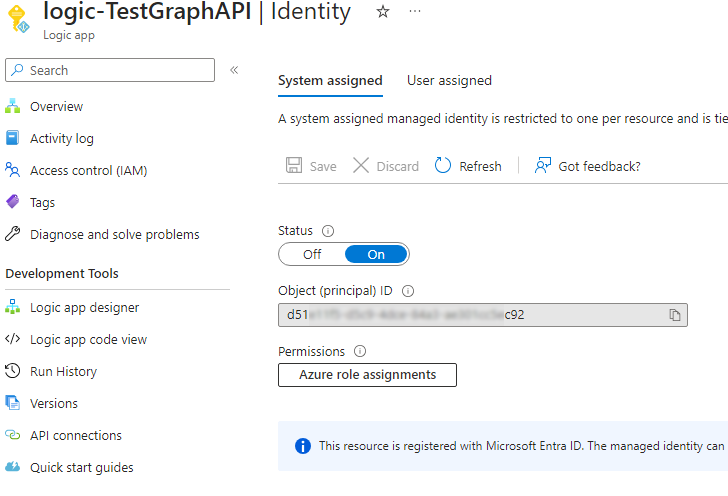 logic-TestGraphAPI | Identity
Logic app
Search
Overview
Activity log
Access control (IAM)
Tags
Diagnose and solve problems
Development Tools
Logic app designer
Logic app code view
Run History
Versions
API connections
Quick start guides
System assigned
User assigned
A system assigned managed identity is restricted to one per resource and is tie
Save
Discard
Refresh
Got feedback?
Status
Off
On
Object (principal) ID
d51 c92
Permissions
Azure role assignments
This resource is registered with Microsoft Entra ID. The managed identity can